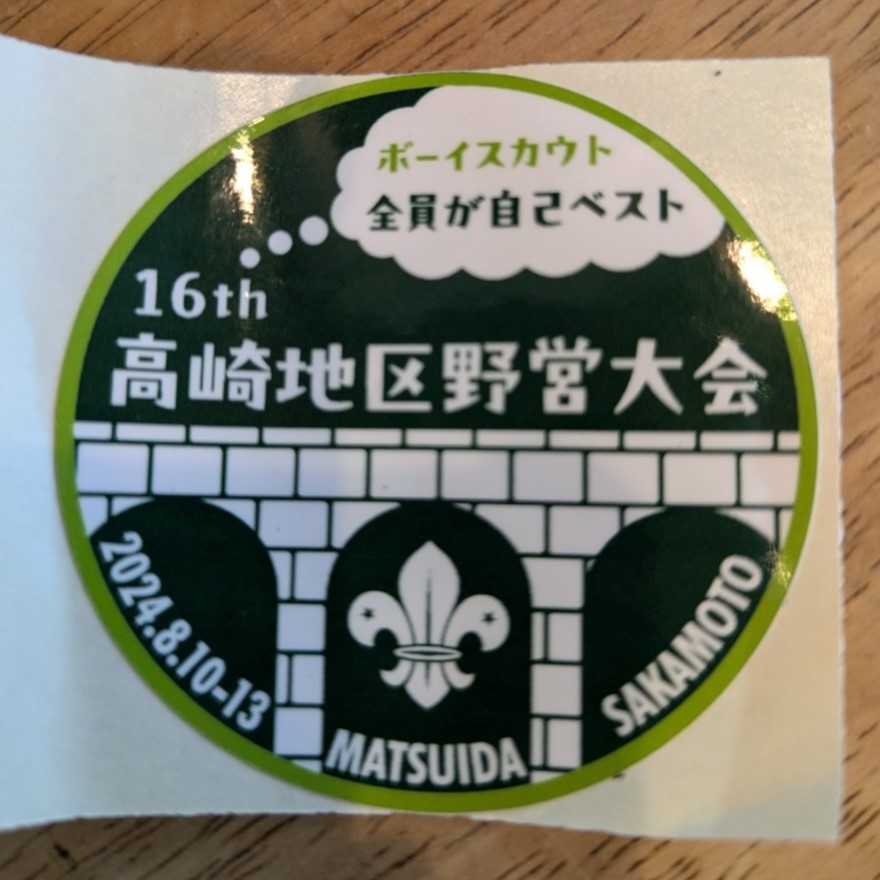 ボーイスカウト
全員が自己ベスト
16th
高崎地区野営大会
2024.8.10-13
MATSUIDA
SAKAMOTO